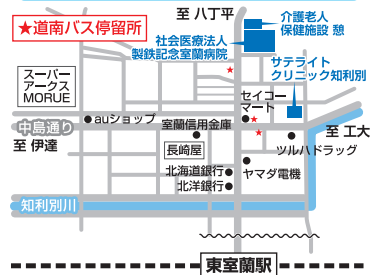 至 八丁平
★道南バス停留所
介護老人
保健施設 憩
社会医療法人
製鉄記念室蘭病院
サテライト
クリニック知利別
スーパー
アークス
MORUE
セイコー
マート
auショップ
室蘭信用金庫
中島通り
至 工大
至 伊達
長崎屋
ツルハドラッグ
北海道銀行
ヤマダ電機
北洋銀行
知利別川
東室蘭駅